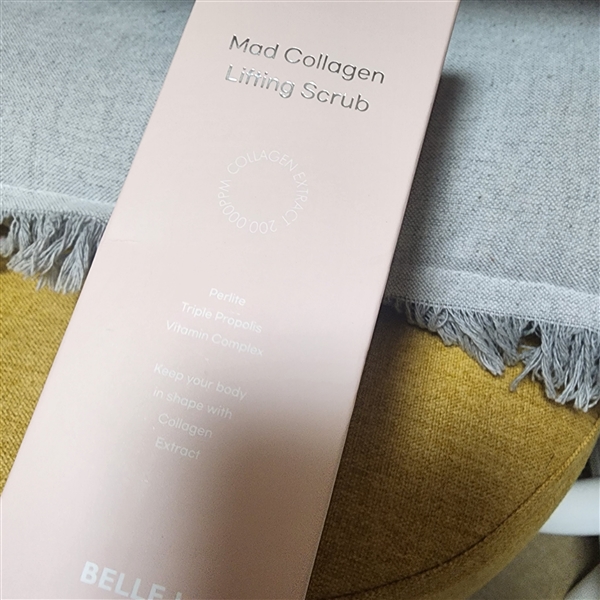 Mad Collagen
Lifting Scrub
COLLAGEN EXTRACT 200.000PPM
Perlite
Triple Propolis
Vitamin Complex
Keep your body
in shape with
Collagen
Extract
BELLE